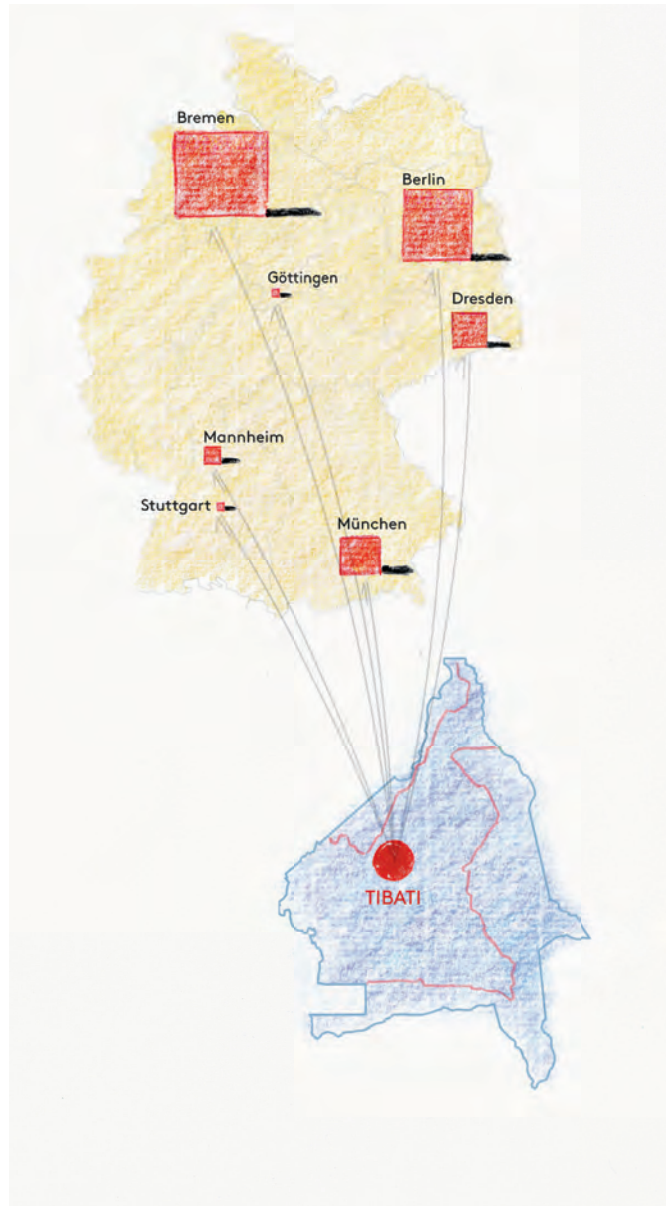 Bremen
Berlin
Göttingen
Dresden
Mannheim
Stuttgart
München
TIBATI